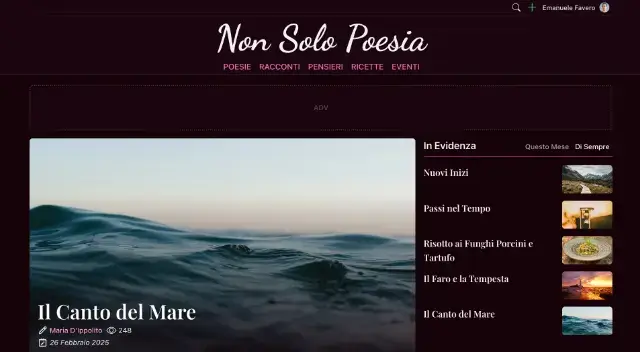 Emanuele Favero
Non Solo Poesia
POESIE RACCONTI PENSIERI RICETTE EVENTI
ADV
Il Canto del Mare
Maria D'ippolito 248
26 Febbraio 2025
In Evidenza Questo Mese Di Sempre
Nuovi Inizi
Passi nel Tempo
Risotto ai Funghi Porcini e
Tartufo
Il Faro e la Tempesta
Il Canto del Mare